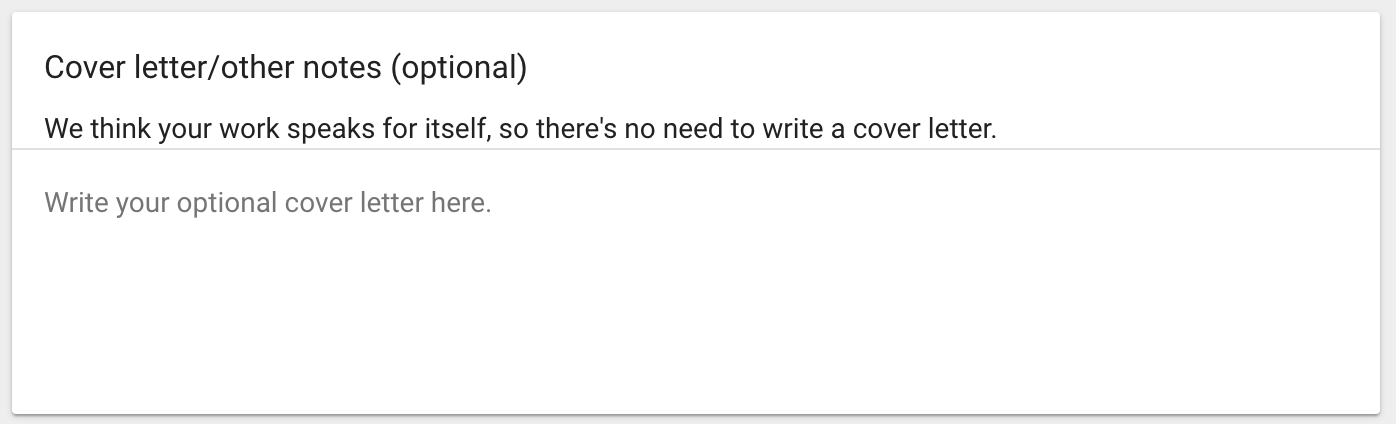 Cover letter/other notes (optional)
We think your work speaks for itself, so there's no need to write a cover letter.
Write your optional cover letter here.